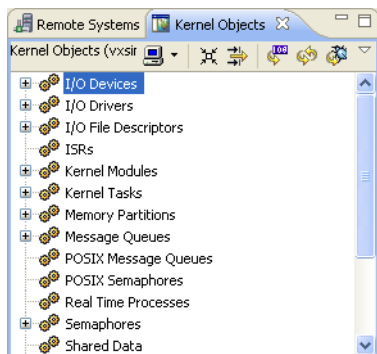 Remote Systems Kernel Objects
Kernel Objects (vxsir
I/O Devices
I/O Drivers
I/O File Descriptors
ISRs
Kernel Modules
Kernel Tasks
Memory Partitions
Message Queues
POSIX Message Queues
POSIX Semaphores
Real Time Processes
Semaphores
Shared Data